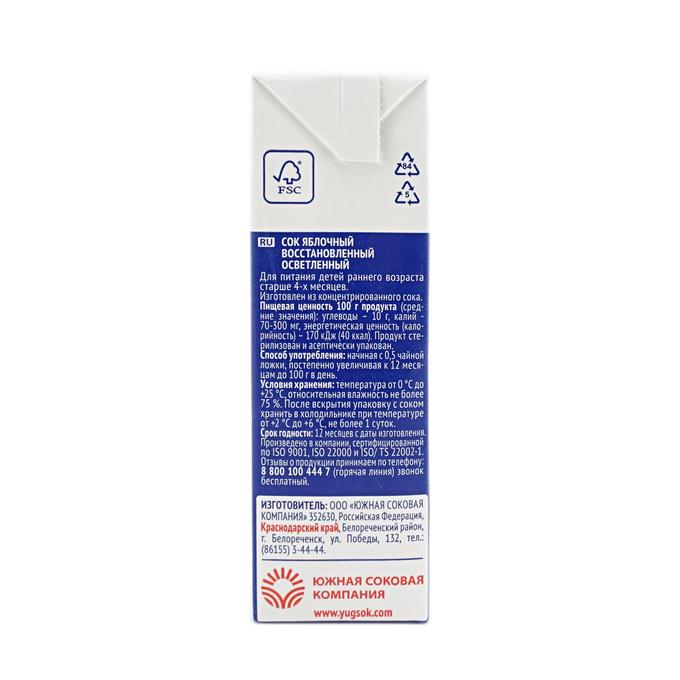 FSC
84
5
RU СОК ЯБЛОЧНЫЙ
ВОССТАНОВЛЕННЫЙ
ОСВЕТЛЕННЫЙ
Для питания детей раннего возраста
старше 4-х месяцев.
Изготовлен из концентрированного сока.
Пищевая ценность 100 г продукта (сред-
ние значения): углеводы – 10 г, калий -
70-300 мг, энергетическая ценность (кало-
рийность) – 170 кДж (40 ккал). Продукт сте-
рилизован и асептически упакован.
Способ употребления: начиная с 0,5 чайной
ложки, постепенно увеличивая к 12 меся-
цам до 100 г в день.
Условия хранения: температура от 0 °С до
+25 °С, относительная влажность не более
75 %. После вскрытия упаковку с соком
хранить в холодильнике при температуре
от +2 °С до +6 °С, не более 1 суток.
Срок годности: 12 месяцев с даты изготовления.
Произведено в компании, сертифицированной
по ISO 9001, ISO 22000 и ISO/ TS 22002-1.
Отзывы о продукции принимаем по телефону:
8 800 100 444 7 (горячая линия) звонок
бесплатный.
ИЗГОТОВИТЕЛЬ: ООО «ЮЖНАЯ СОКОВАЯ
КОМПАНИЯ» 352630, Российская Федерация,
Краснодарский край, Белореченский район,
г. Белореченск, ул. Победы, 132, тел.:
(86155) 3-44-44.
ЮЖНАЯ СОКОВАЯ
КОМПАНИЯ
www.yugsok.com